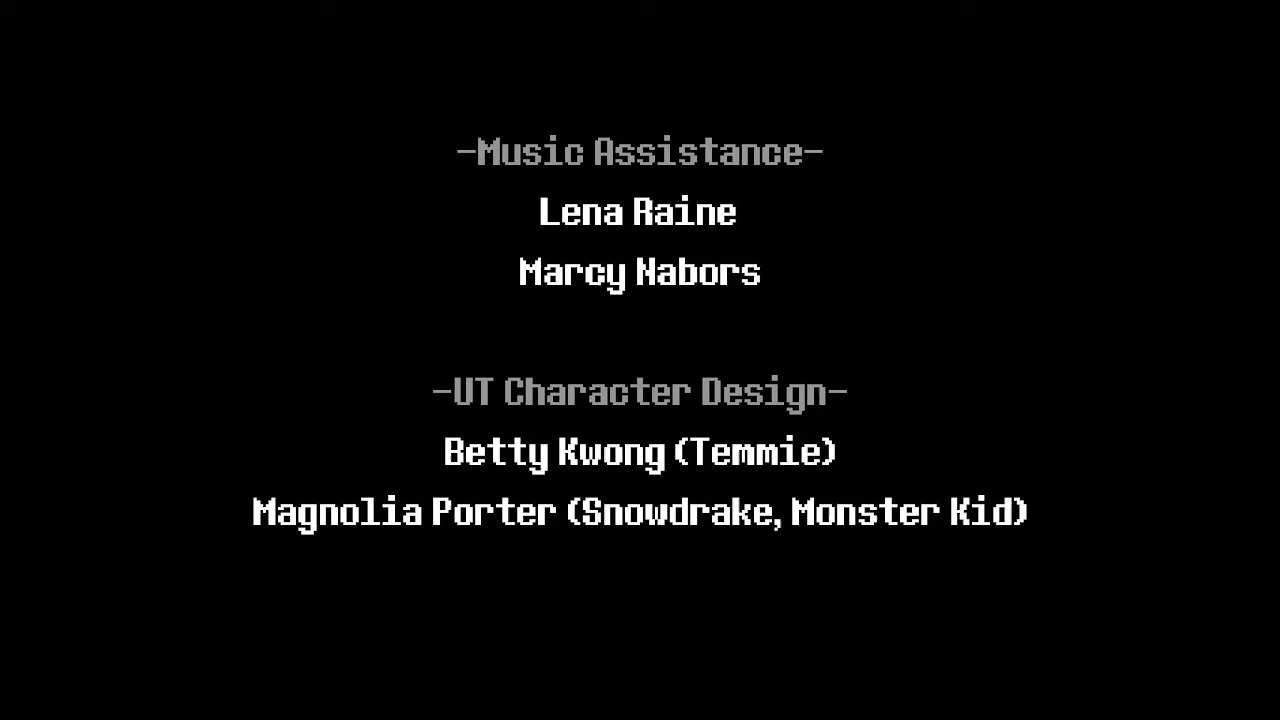 -Music Assistance-
Lena Raine
Marcy Nabors
-UT Character Design-
Betty Kwong (Temmie)
Magnolia Porter (Snowdrake, Monster Kid)